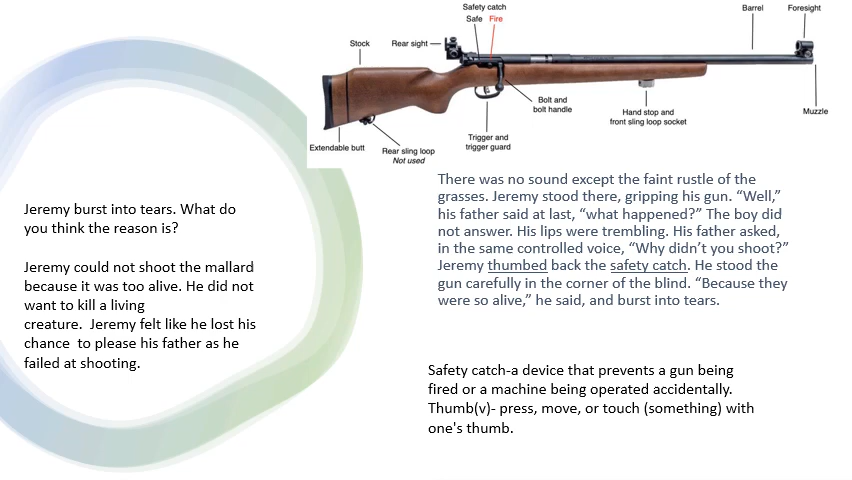 Safety catch
Safe Fire
Barrel
Foresight
Stock
Rear sight
Bolt and
bolt handle
Hand stop and
front sling loop socket
Muzzle
Trigger and
trigger guard
Extendable butt
Rear sling loop
Not used
Jeremy burst into tears. What do
you think the reason is?
Jeremy could not shoot the mallard
because it was too alive. He did not
want to kill a living
creature.  Jeremy felt like he lost his
chance  to please his father as he
failed at shooting.
There was no sound except the faint rustle of the
grasses. Jeremy stood there, gripping his gun. “Well,”
his father said at last, “what happened?” The boy did
not answer. His lips were trembling. His father asked,
in the same controlled voice, “Why didn’t you shoot?”
Jeremy thumbed back the safety catch. He stood the
gun carefully in the corner of the blind. “Because they
were so alive,” he said, and burst into tears.
Safety catch-a device that prevents a gun being
fired or a machine being operated accidentally.
Thumb(v)- press, move, or touch (something) with
one's thumb.